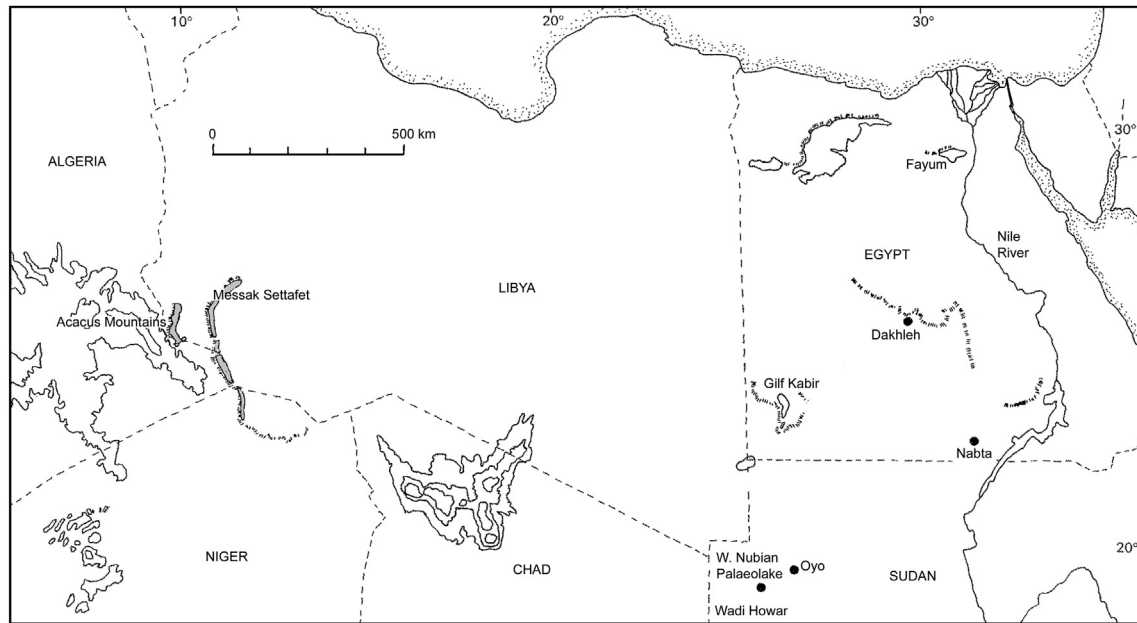 10°
20°
30°
0
500 km
30°
ALGERIA
Fayum
Nile
River
EGYPT
Messak Settafet
LIBYA
Acacus Mountains
Dakhleh
Gilf Kabir
Nabta
20°
NIGER
CHAD
W. Nubian
Palaeolake
Oyo
SUDAN
Wadi Howar